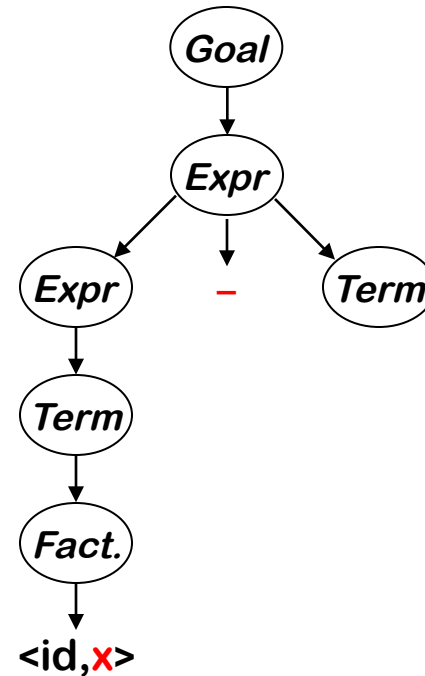 Goal
Expr
Expr – Term
Term
Fact.
<id,x>